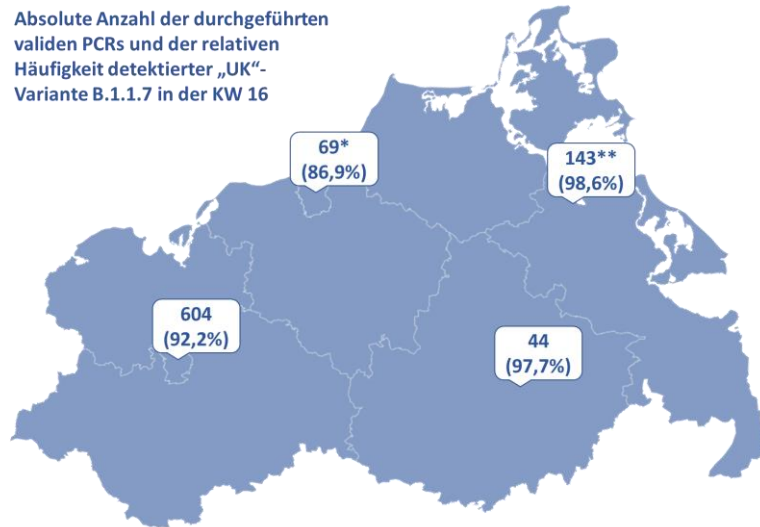 Absolute Anzahl der durchgeführten
validen PCRs und der relativen
Häufigkeit detektierter „UK“-
Variante B.1.1.7 in der KW 16
69*
(86,9%)
143**
(98,6%)
604
(92,2%)
44
(97,7%)